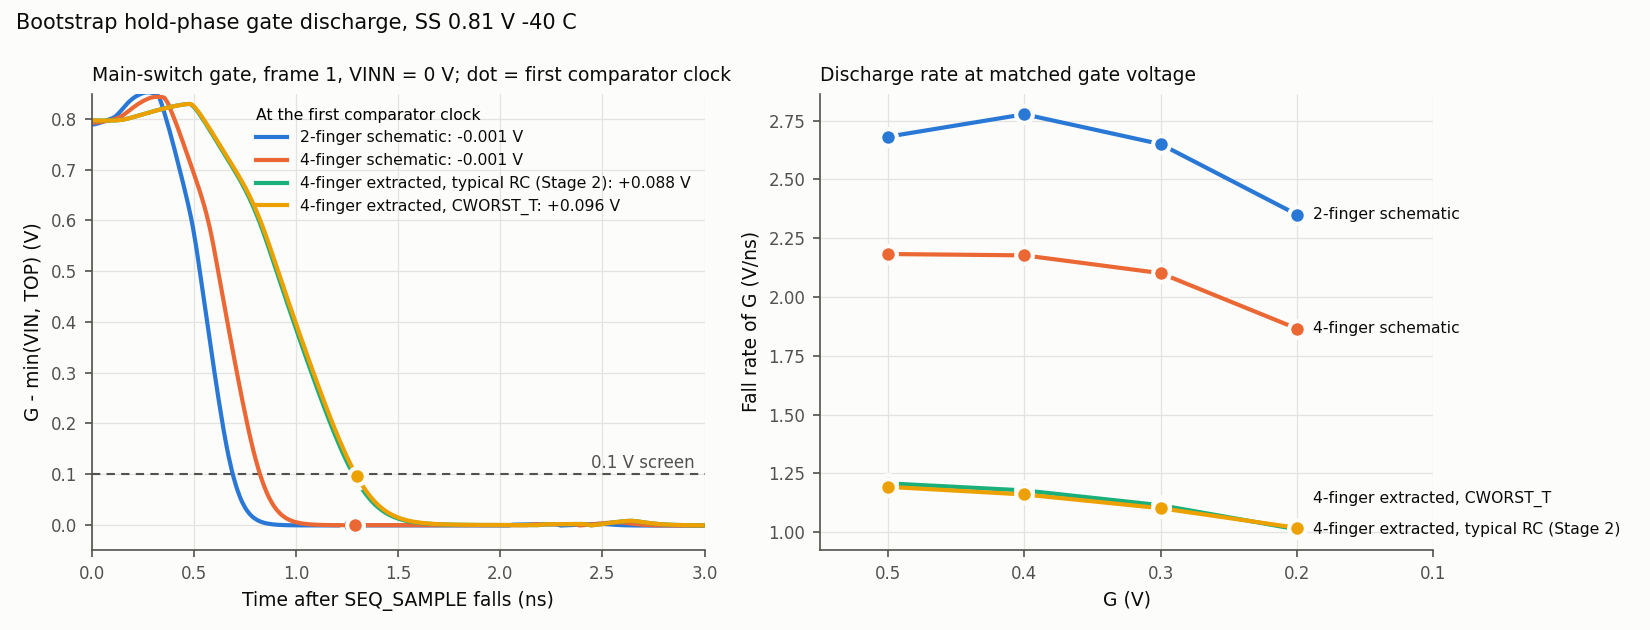 Bootstrap hold-phase gate discharge, SS 0.81 V -40 C
Main-switch gate, frame 1, VINN = 0 V; dot = first comparator clock
G - min(VIN, TOP) (V)
0.8
0.7
0.6
0.5
0.4
0.3
0.2
0.1
0.0
At the first comparator clock
2-finger schematic: -0.001 V
4-finger schematic: -0.001 V
4-finger extracted, typical RC (Stage 2): +0.088 V
4-finger extracted, CWORST_T: +0.096 V
0.1 V screen
0.0 0.5 1.0 1.5 2.0 2.5 3.0
Time after SEQ_SAMPLE falls (ns)
Discharge rate at matched gate voltage
Fall rate of G (V/ns)
2.75
2.50
2.25
2.00
1.75
1.50
1.25
1.00
2-finger schematic
4-finger schematic
4-finger extracted, CWORST_T
4-finger extracted, typical RC (Stage 2)
0.5 0.4 0.3 0.2 0.1
G (V)